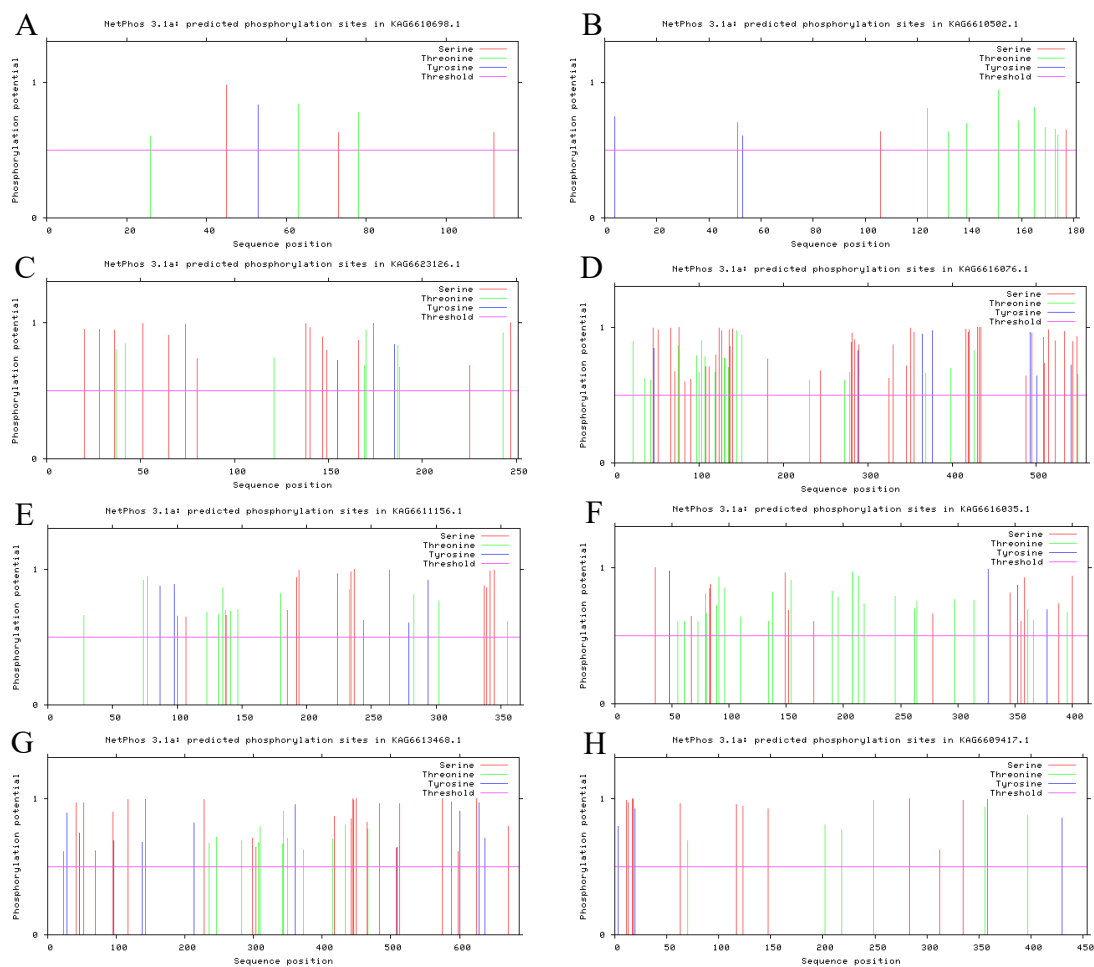 A
NetPhos 3.1a: predicted phosphorylation sites in KAG6610698.1
Phosphorylation potential
1
0
Serine
Threonine
Tyrosine
Threshold
0 20 40 60 80 100
Sequence position
B
NetPhos 3.1a: predicted phosphorylation sites in KAG6610502.1
Phosphorylation potential
1
0
Serine
Threonine
Tyrosine
Threshold
0 20 40 60 80 100 120 140 160 180
Sequence position
C
NetPhos 3.1a: predicted phosphorylation sites in KAG6623126.1
Phosphorylation potential
1
0
Serine
Threonine
Tyrosine
Threshold
0 50 100 150 200 250
Sequence position
D
NetPhos 3.1a: predicted phosphorylation sites in KAG6616076.1
Phosphorylation potential
1
0
Serine
Threonine
Tyrosine
Threshold
0 100 200 300 400 500
Sequence position
E
NetPhos 3.1a: predicted phosphorylation sites in KAG6611156.1
Phosphorylation potential
1
0
Serine
Threonine
Tyrosine
Threshold
0 50 100 150 200 250 300 350
Sequence position
F
NetPhos 3.1a: predicted phosphorylation sites in KAG6616035.1
Phosphorylation potential
1
0
Serine
Threonine
Tyrosine
Threshold
0 50 100 150 200 250 300 350 400
Sequence position
G
NetPhos 3.1a: predicted phosphorylation sites in KAG6613468.1
Phosphorylation potential
1
0
Serine
Threonine
Tyrosine
Threshold
0 100 200 300 400 500 600
Sequence position
H
NetPhos 3.1a: predicted phosphorylation sites in KAG6609417.1
Phosphorylation potential
1
0
Serine
Threonine
Tyrosine
Threshold
0 50 100 150 200 250 300 350 400 450
Sequence position